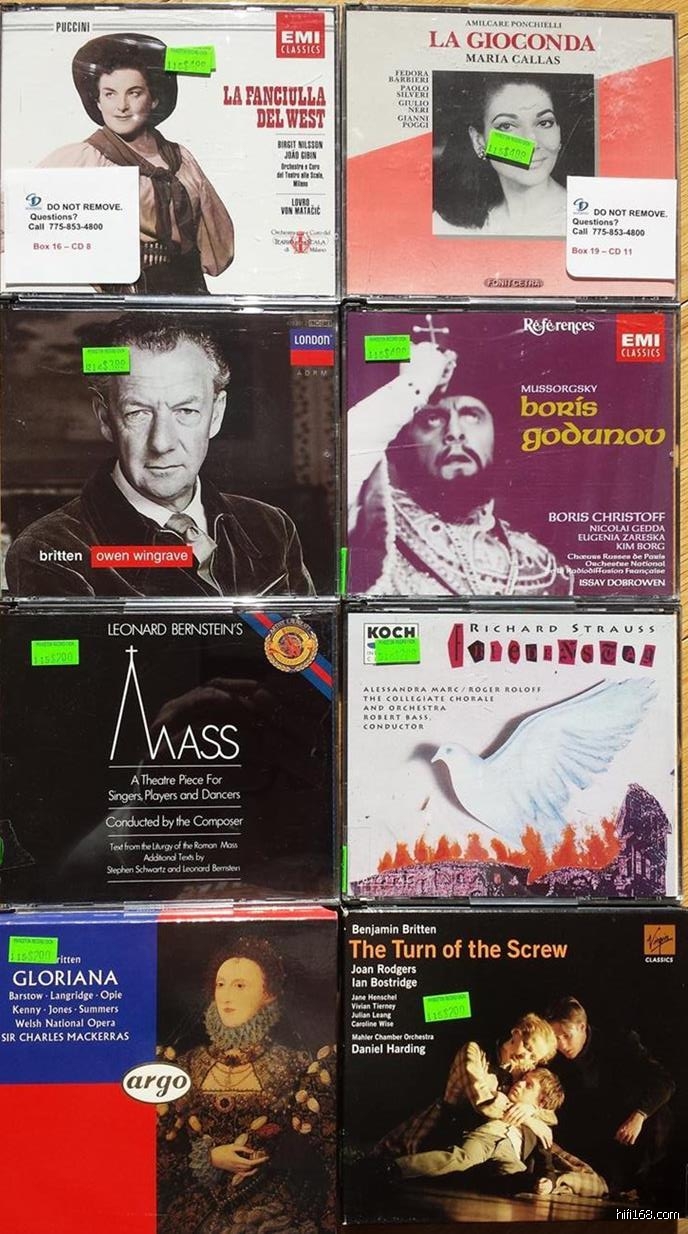 PUCCINI
EMI
CLASSICS
LA FANCIULLA
DEL WEST
BIRGIT NILSSON
JOÃO GIBIN
Orchestra e Coro
del Teatro alla Scala,
Milano
LOVRO
VON MATAČIĆ
DO NOT REMOVE.
Questions?
Call 775-853-4800
Box 16 – CD 8
AMILCARE PONCHIELLI
LA GIOCONDA
MARIA CALLAS
FEDORA
BARBIERI
PAOLO
SILVERI
GIULIO
NERI
GIANNI
POGGI
DO NOT REMOVE.
Questions?
Call 775-853-4800
Box 19 – CD 11
FONIT CETRA
LONDON
ADRM
britten owen wingrave
Références
EMI
CLASSICS
MUSSORGSKY
borís
godunov
BORIS CHRISTOFF
NICOLAI GEDDA
EUGENIA ZARESKA
KIM BORG
Chœurs Russes de Paris
Orchestre National
de la Radiodiffusion Française
ISSAY DOBROWEN
LEONARD BERNSTEIN'S
MASS
A Theatre Piece For
Singers, Players and Dancers
Conducted by the Composer
Text from the Liturgy of the Roman Mass
Additional Texts by
Stephen Schwartz and Leonard Bernstein
KOCH
RICHARD STRAUSS
FRIEDENSTAG
ALESSANDRA MARC / ROGER ROLOFF
THE COLLEGIATE CHORALE
AND ORCHESTRA
ROBERT BASS,
CONDUCTOR
GLORIANA
Barstow · Langridge · Opie
Kenny · Jones · Summers
Welsh National Opera
SIR CHARLES MACKERRAS
argo
Benjamin Britten
The Turn of the Screw
Joan Rodgers
Ian Bostridge
Jane Henschel
Vivian Tierney
Julian Leang
Caroline Wise
Mahler Chamber Orchestra
Daniel Harding
Virgin
CLASSICS
hifi168.com